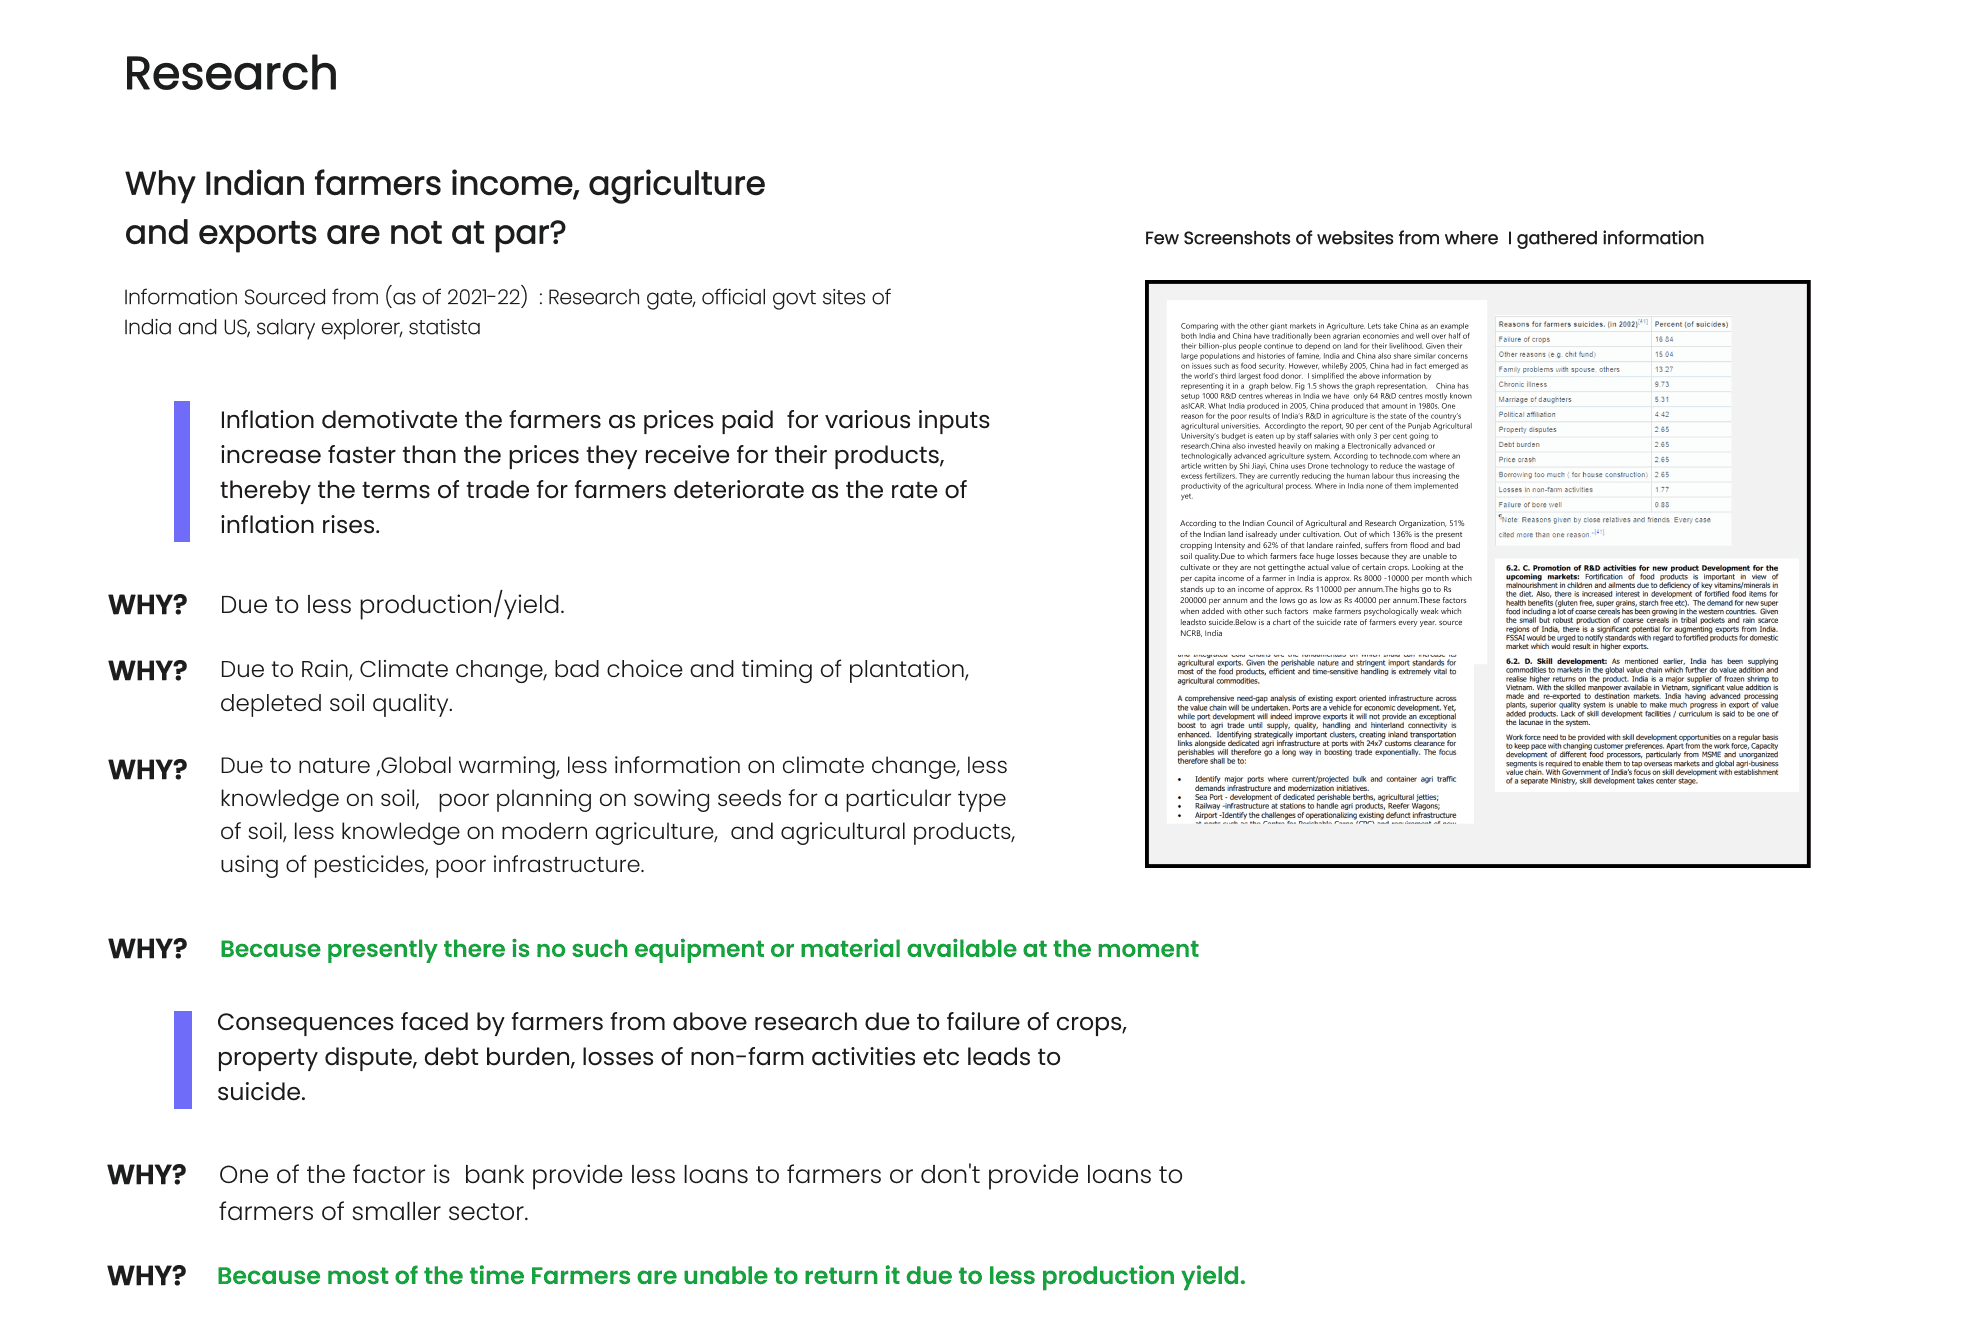 Research
Why Indian farmers income, agriculture
and exports are not at par?
Information Sourced from (as of 2021-22)  : Research gate, official govt sites of
India and US, salary explorer, statista
Inflation demotivate the farmers as prices paid  for various inputs
increase faster than the prices they receive for their products,
thereby the terms of trade for farmers deteriorate as the rate of
inflation rises.
WHY? Due to less production/yield.
WHY? Due to Rain, Climate change, bad choice and timing of plantation,
depleted soil quality.
WHY? Due to nature ,Global warming, less information on climate change, less
knowledge on soil,   poor planning on sowing seeds for a particular type
of soil, less knowledge on modern agriculture,  and agricultural products,
using of pesticides, poor infrastructure.
WHY? Because presently there is no such equipment or material available at the moment
Consequences faced by farmers from above research due to failure of crops,
property dispute, debt burden, losses of non-farm activities etc leads to
suicide.
WHY? One of the factor is  bank provide less loans to farmers or don't provide loans to
farmers of smaller sector.
WHY? Because most of the time Farmers are unable to return it due to less production yield.
Few Screenshots of websites from where  I gathered information
Comparing with the other giant markets in Agriculture. Lets take China as an example
both India and China have traditionally been agrarian economies and well over half of
their billion-plus people continue to depend on land for their livelihood. Given their
large populations and histories of famine, India and China also share similar concerns
on issues such as food security. However, whileBy 2005, China had in fact emerged as
the world's third largest food donor.  I simplified the above information by
representing it in a  graph below. Fig 1.5 shows the graph representation.    China has
setup 1000 R&D centres whereas in India we have  only 64 R&D centres mostly known
asICAR. What India produced in 2005, China produced that amount in 1980s. One
reason for the poor results of India's R&D in agriculture is the state of the country's
agricultural universities.  Accordingto the report, 90 per cent of the Punjab Agricultural
University's budget is eaten up by staff salaries with only 3 per cent going to
research.China also invested heavily on making a Electronically advanced or
technologically advanced agriculture system. According to technode.com where an
article written by Shi Jiayi, China uses Drone technology to reduce the wastage of
excess fertilizers. They are currently reducing the human labour thus increasing the
productivity of the agricultural process. Where in India none of them implemented
yet.
According to the Indian Council of Agricultural and Research Organization, 51%
of the Indian land isalready under cultivation. Out of which 136% is the present
cropping Intensity and 62% of that landare rainfed, suffers from flood and bad
soil quality.Due to which farmers face huge losses because they are unable to
cultivate or they are not gettingthe actual value of certain crops. Looking at the
per capita income of a farmer in India is approx. Rs 8000 -10000 per month which
stands up to an income of approx. Rs 110000 per annum.The highs go to Rs
200000 per annum and the lows go as low as Rs 40000 per annum.These factors
when added with other such factors  make farmers psychologically weak which
leadsto suicide.Below is a chart of the suicide rate of farmers every year. source
NCRB, India
agricultural exports. Given the perishable nature and stringent import standards for
most of the food products, efficient and time-sensitive handling is extremely vital to
agricultural commodities.
A comprehensive need-gap analysis of existing export oriented infrastructure across
the value chain will be undertaken. Ports are a vehicle for economic development. Yet,
while port development will indeed improve exports it will not provide an exceptional
boost to agri trade until supply, quality, handling and hinterland connectivity is
enhanced.  Identifying strategically important clusters, creating inland transportation
links alongside dedicated agri infrastructure at ports with 24x7 customs clearance for
perishables will therefore go a long way in boosting trade exponentially. The focus
therefore shall be to:
• Identify major ports where current/projected bulk and container agri traffic
demands infrastructure and modernization initiatives.
• Sea Port - development of dedicated perishable berths, agricultural jetties;
• Railway -infrastructure at stations to handle agri products, Reefer Wagons;
• Airport -Identify the challenges of operationalizing existing defunct infrastructure
Reasons for farmers suicides. (in 2002)[41] Percent (of suicides)
Failure of crops 16.84
Other reasons (e.g. chit fund) 15.04
Family problems with spouse, others 13.27
Chronic illness 9.73
Marriage of daughters 5.31
Political affiliation 4.42
Property disputes 2.65
Debt burden 2.65
Price crash 2.65
Borrowing too much ( for house construction) 2.65
Losses in non-farm activities 1.77
Failure of bore well 0.88
"Note: Reasons given by close relatives and friends. Every case
cited more than one reason."[41]
6.2. C. Promotion of R&D activities for new product Development for the
upcoming markets: Fortification of food products is important in view of
malnourishment in children and ailments due to deficiency of key vitamins/minerals in
the diet. Also, there is increased interest in development of fortified food items for
health benefits (gluten free, super grains, starch free etc).  The demand for new super
food including a lot of coarse cereals has been growing in the western countries.  Given
the small but robust production of coarse cereals in tribal pockets and rain scarce
regions of India, there is a significant potential for augmenting exports from India.
FSSAI would be urged to notify standards with regard to fortified products for domestic
market which would result in higher exports.
6.2. D. Skill development: As mentioned earlier, India has been supplying
commodities to markets in the global value chain which further do value addition and
realise higher returns on the product. India is a major supplier of frozen shrimp to
Vietnam. With the skilled manpower available in Vietnam, significant value addition is
made and re-exported to destination markets. India having advanced processing
plants, superior quality system is unable to make much progress in export of value
added products. Lack of skill development facilities / curriculum is said to be one of
the lacunae in the system.
Work force need to be provided with skill development opportunities on a regular basis
to keep pace with changing customer preferences. Apart from the work force, Capacity
development of different food processors, particularly from MSME and unorganized
segments is required to enable them to tap overseas markets and global agri-business
value chain. With Government of India's focus on skill development with establishment
of a separate Ministry, skill development takes center stage.